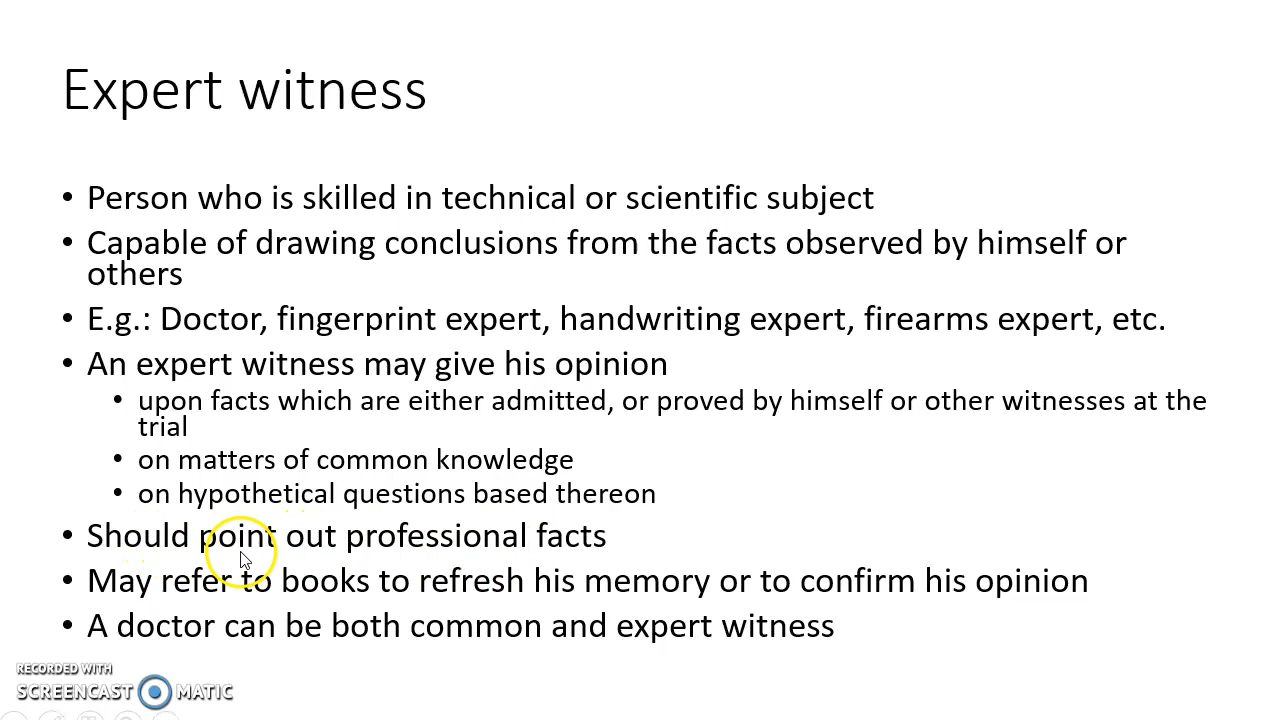 Expert witness
• Person who is skilled in technical or scientific subject
• Capable of drawing conclusions from the facts observed by himself or
others
• E.g.: Doctor, fingerprint expert, handwriting expert, firearms expert, etc.
• An expert witness may give his opinion
• upon facts which are either admitted, or proved by himself or other witnesses at the
trial
• on matters of common knowledge
• on hypothetical questions based thereon
• Should point out professional facts
• May refer to books to refresh his memory or to confirm his opinion
• A doctor can be both common and expert witness
RECORDED WITH
SCREENCAST MATIC